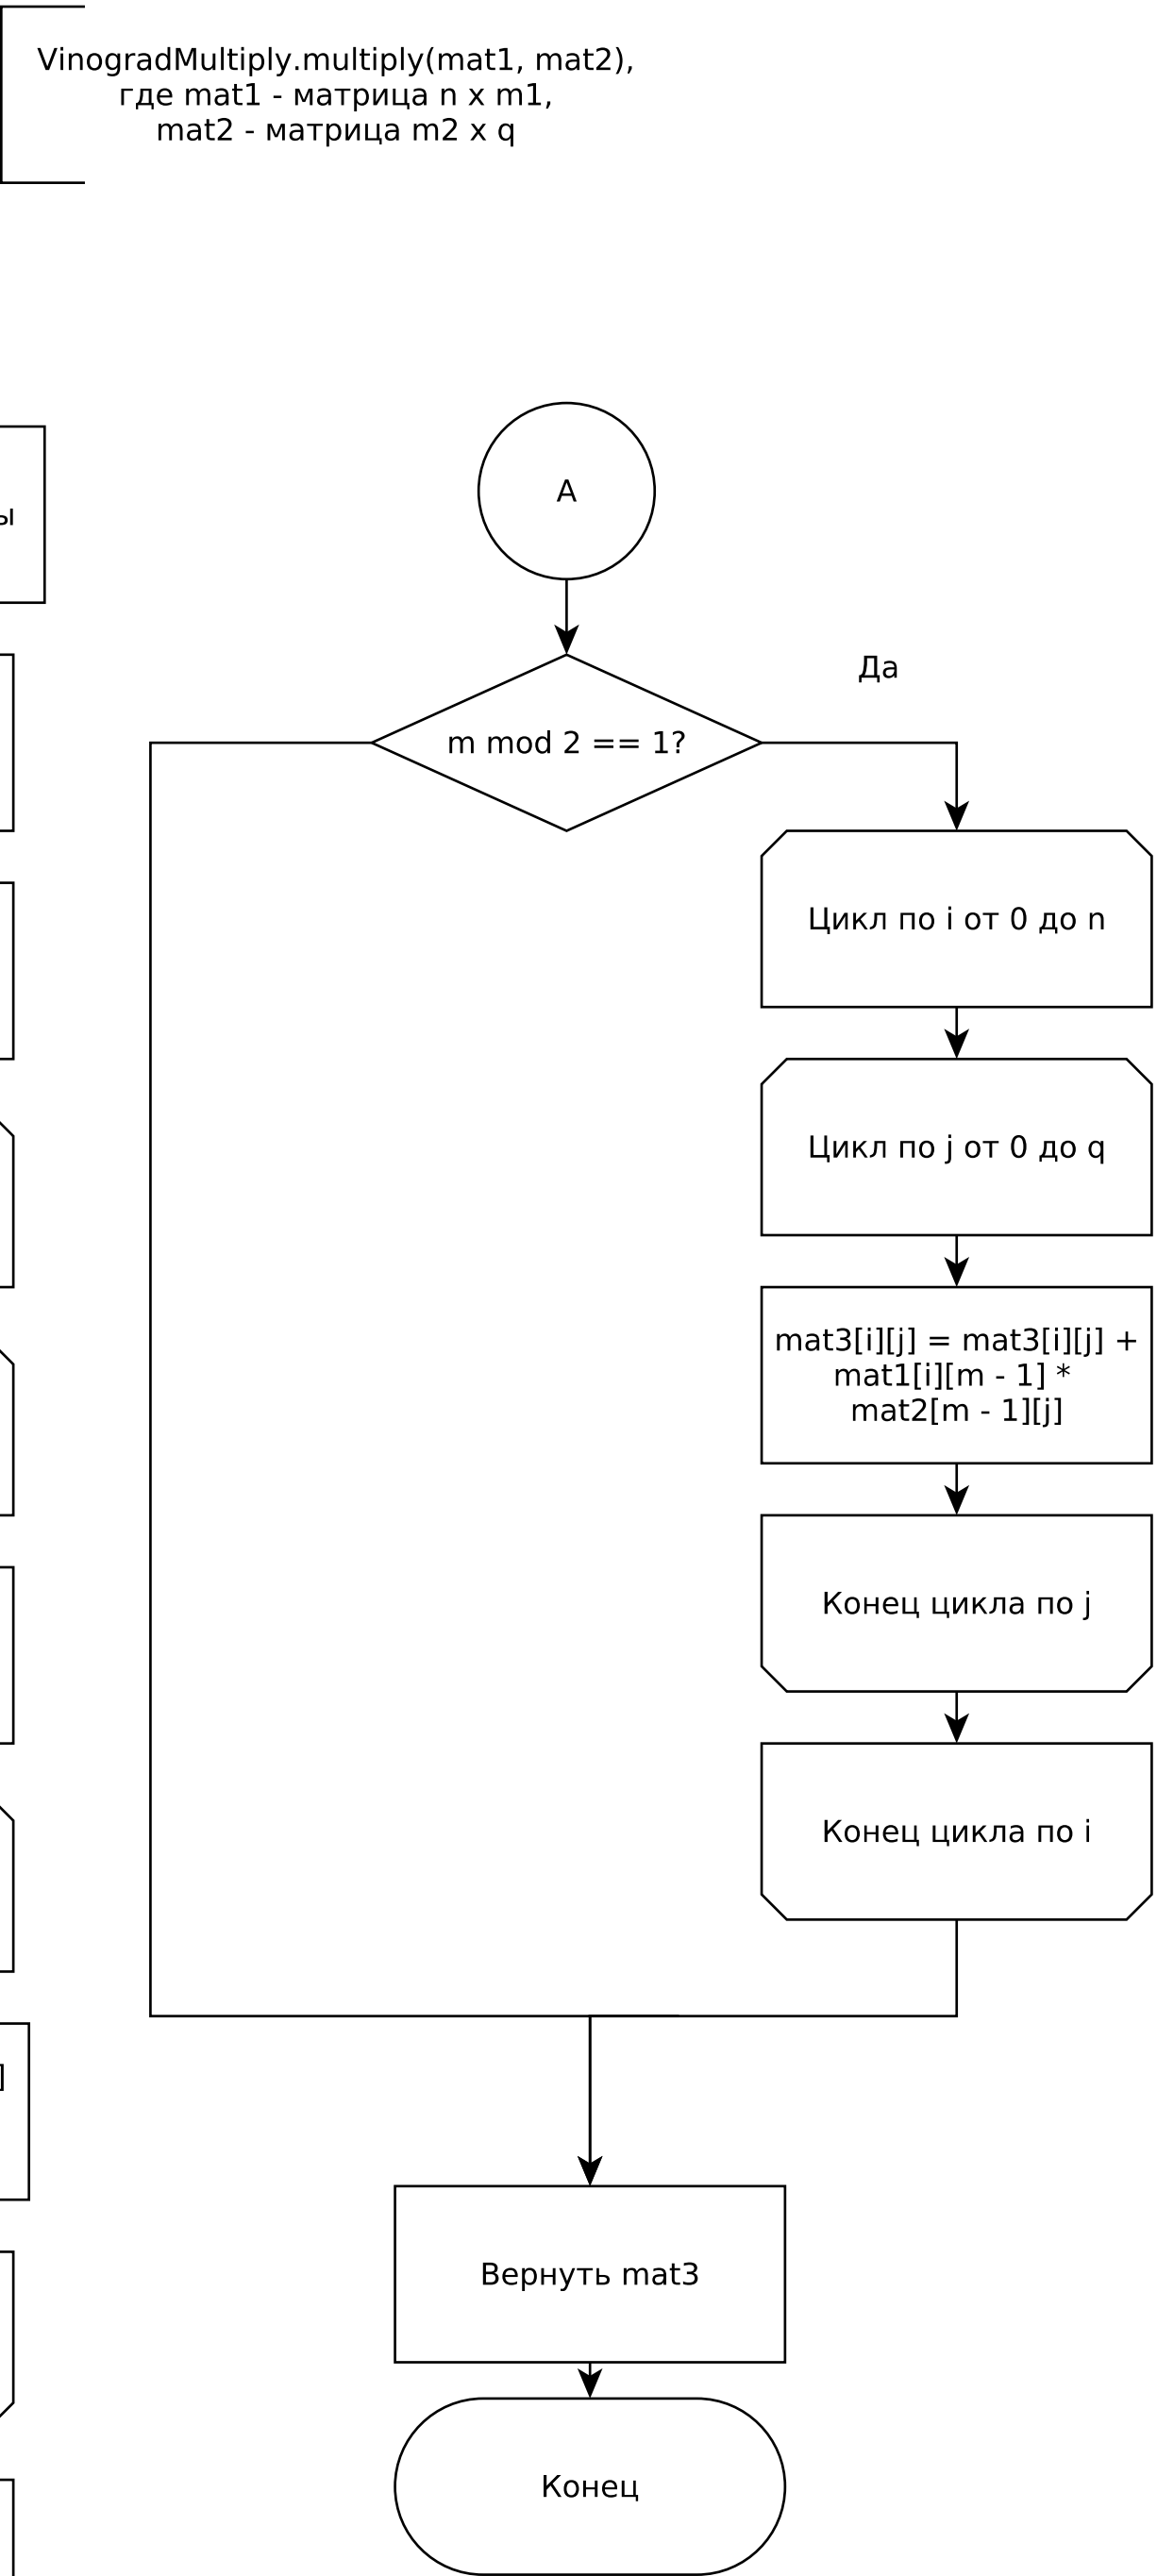 VinogradMultiply.multiply(mat1, mat2),
где mat1 - матрица n x m1,
mat2 - матрица m2 x q
A
Да
m mod 2 == 1?
Цикл по i от 0 до n
Цикл по j от 0 до q
mat3[i][j] = mat3[i][j] +
mat1[i][m - 1] *
mat2[m - 1][j]
Конец цикла по j
Конец цикла по i
Вернуть mat3
Конец